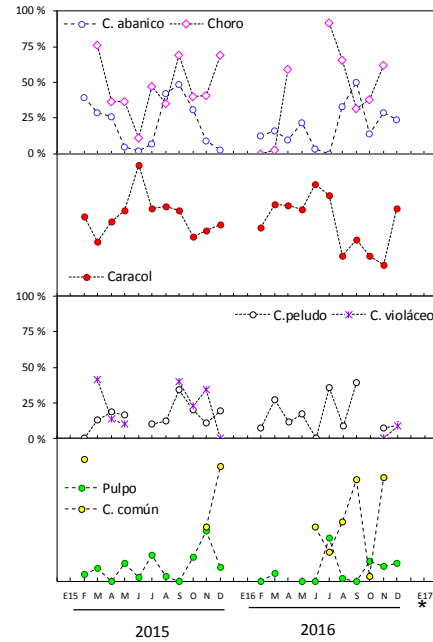 100 %
C. abanico
Choro
75 %
50 %
25 %
0 %
Caracol
100 %
C.peludo
C. violáceo
75%
50%
25%
0 %
Pulpo
C. común
E15 F M A M J J A S O N D E16 F M A M J J A S O N D E17
*
2015
2016